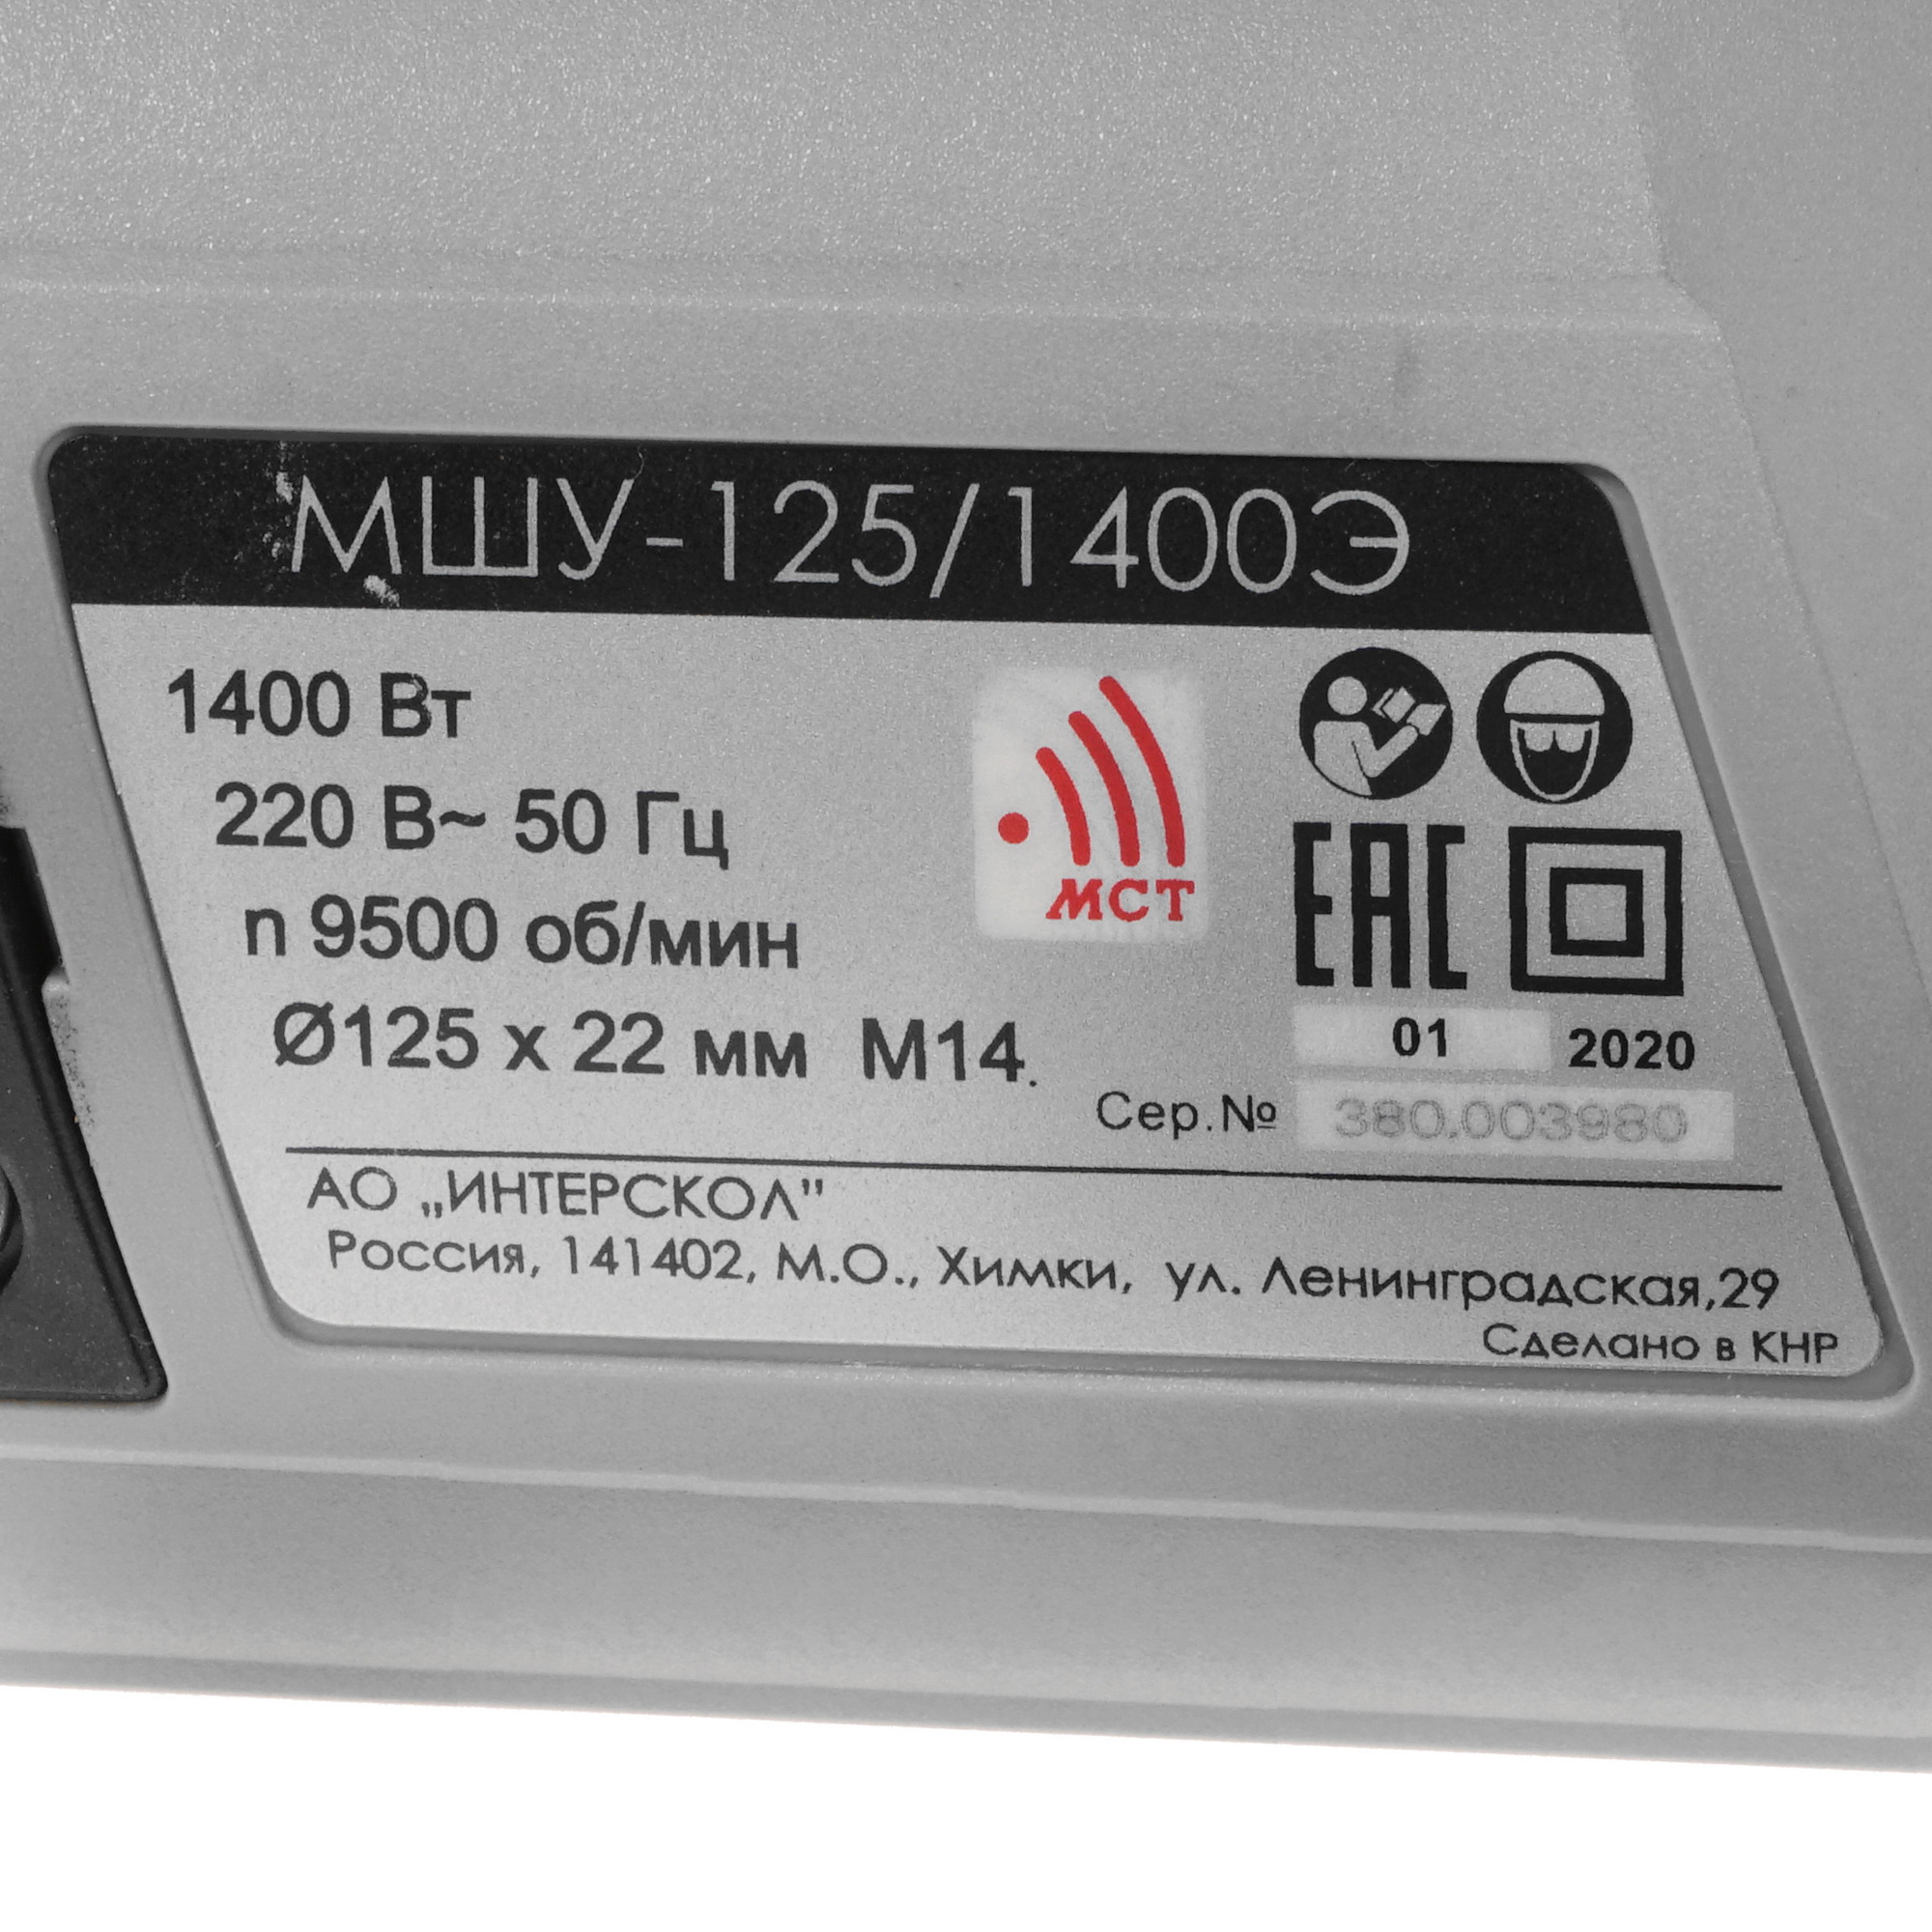 МШУ-125/1400Э
1400 Вт
220 В~ 50 Гц
n 9500 об/мин
Ø125 x 22 мм М14.
МСТ
ЕАС
01 2020
Сер.№ 380.003980
АО „ИНТЕРСКОЛ"
Россия, 141402, М.О., Химки, ул. Ленинградская,29
Сделано в КНР